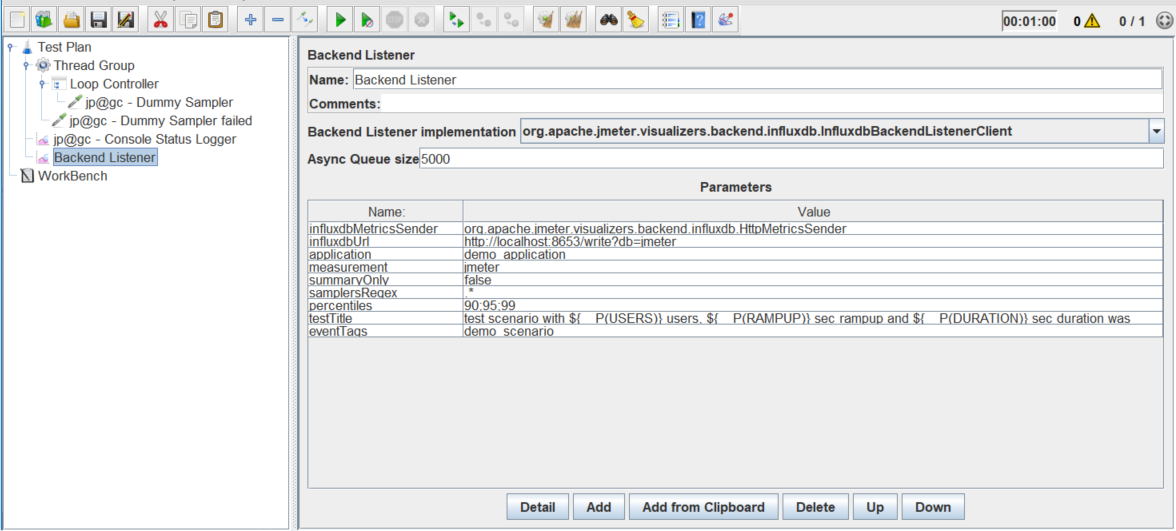 00:01:00 0 0 / 1
Test Plan
Thread Group
Loop Controller
jp@gc - Dummy Sampler
jp@gc - Dummy Sampler failed
jp@gc - Console Status Logger
Backend Listener
WorkBench
Backend Listener
Name: Backend Listener
Comments:
Backend Listener implementation org.apache.jmeter.visualizers.backend.influxdb.InfluxdbBackendListenerClient
Async Queue size 5000
Parameters
Name: Value
influxdbMetricsSender org.apache.jmeter.visualizers.backend.influxdb.HttpMetricsSender
influxdbUrl http://localhost:8653/write?db=jmeter
application demo_application
measurement jmeter
summaryOnly false
samplersRegex .*
percentiles 90;95;99
testTitle test scenario with ${__P(USERS)} users, ${__P(RAMPUP)} sec rampup and ${__P(DURATION)} sec duration was
eventTags demo_scenario
Detail Add Add from Clipboard Delete Up Down